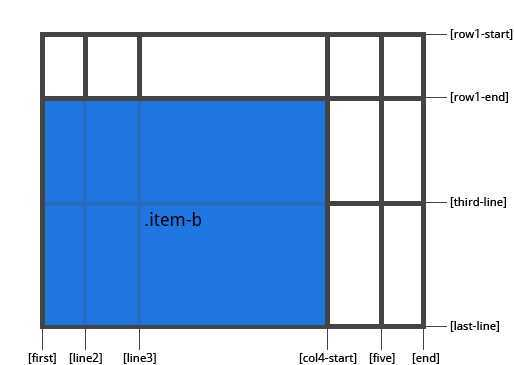 [row1-start]
[row1-end]
[third-line]
.item-b
[last-line]
[first] [line2] [line3] [col4-start] [five] [end]